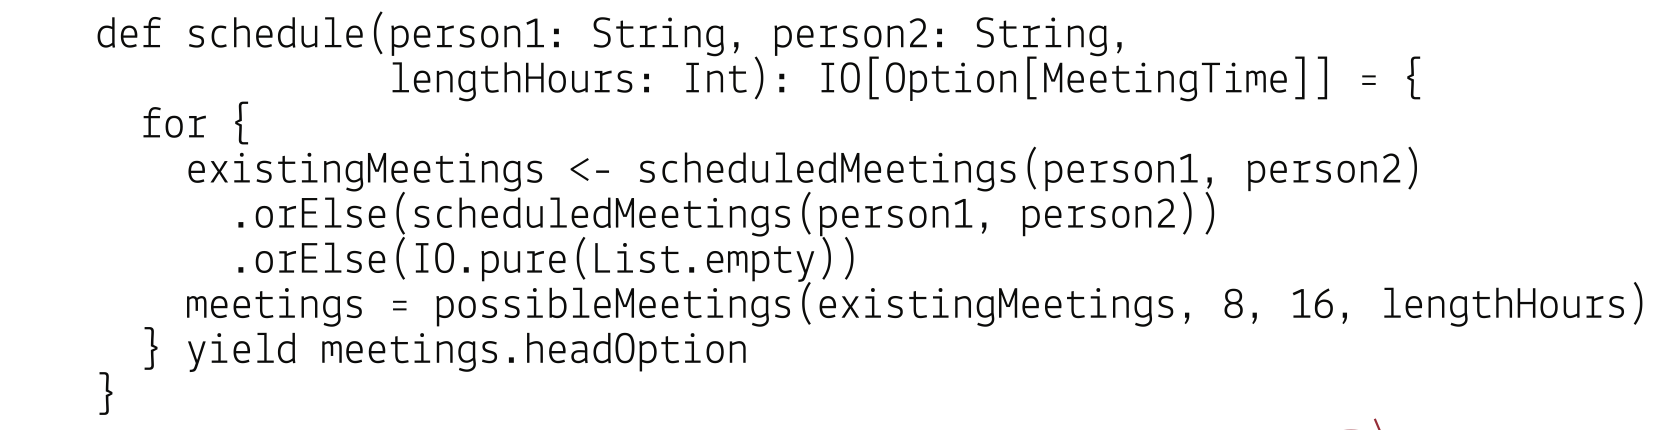 def schedule(person1: String, person2: String,
             lengthHours: Int): IO[Option[MeetingTime]] = {
  for {
    existingMeetings <- scheduledMeetings(person1, person2)
      .orElse(scheduledMeetings(person1, person2))
      .orElse(IO.pure(List.empty))
    meetings = possibleMeetings(existingMeetings, 8, 16, lengthHours)
  } yield meetings.headOption
}